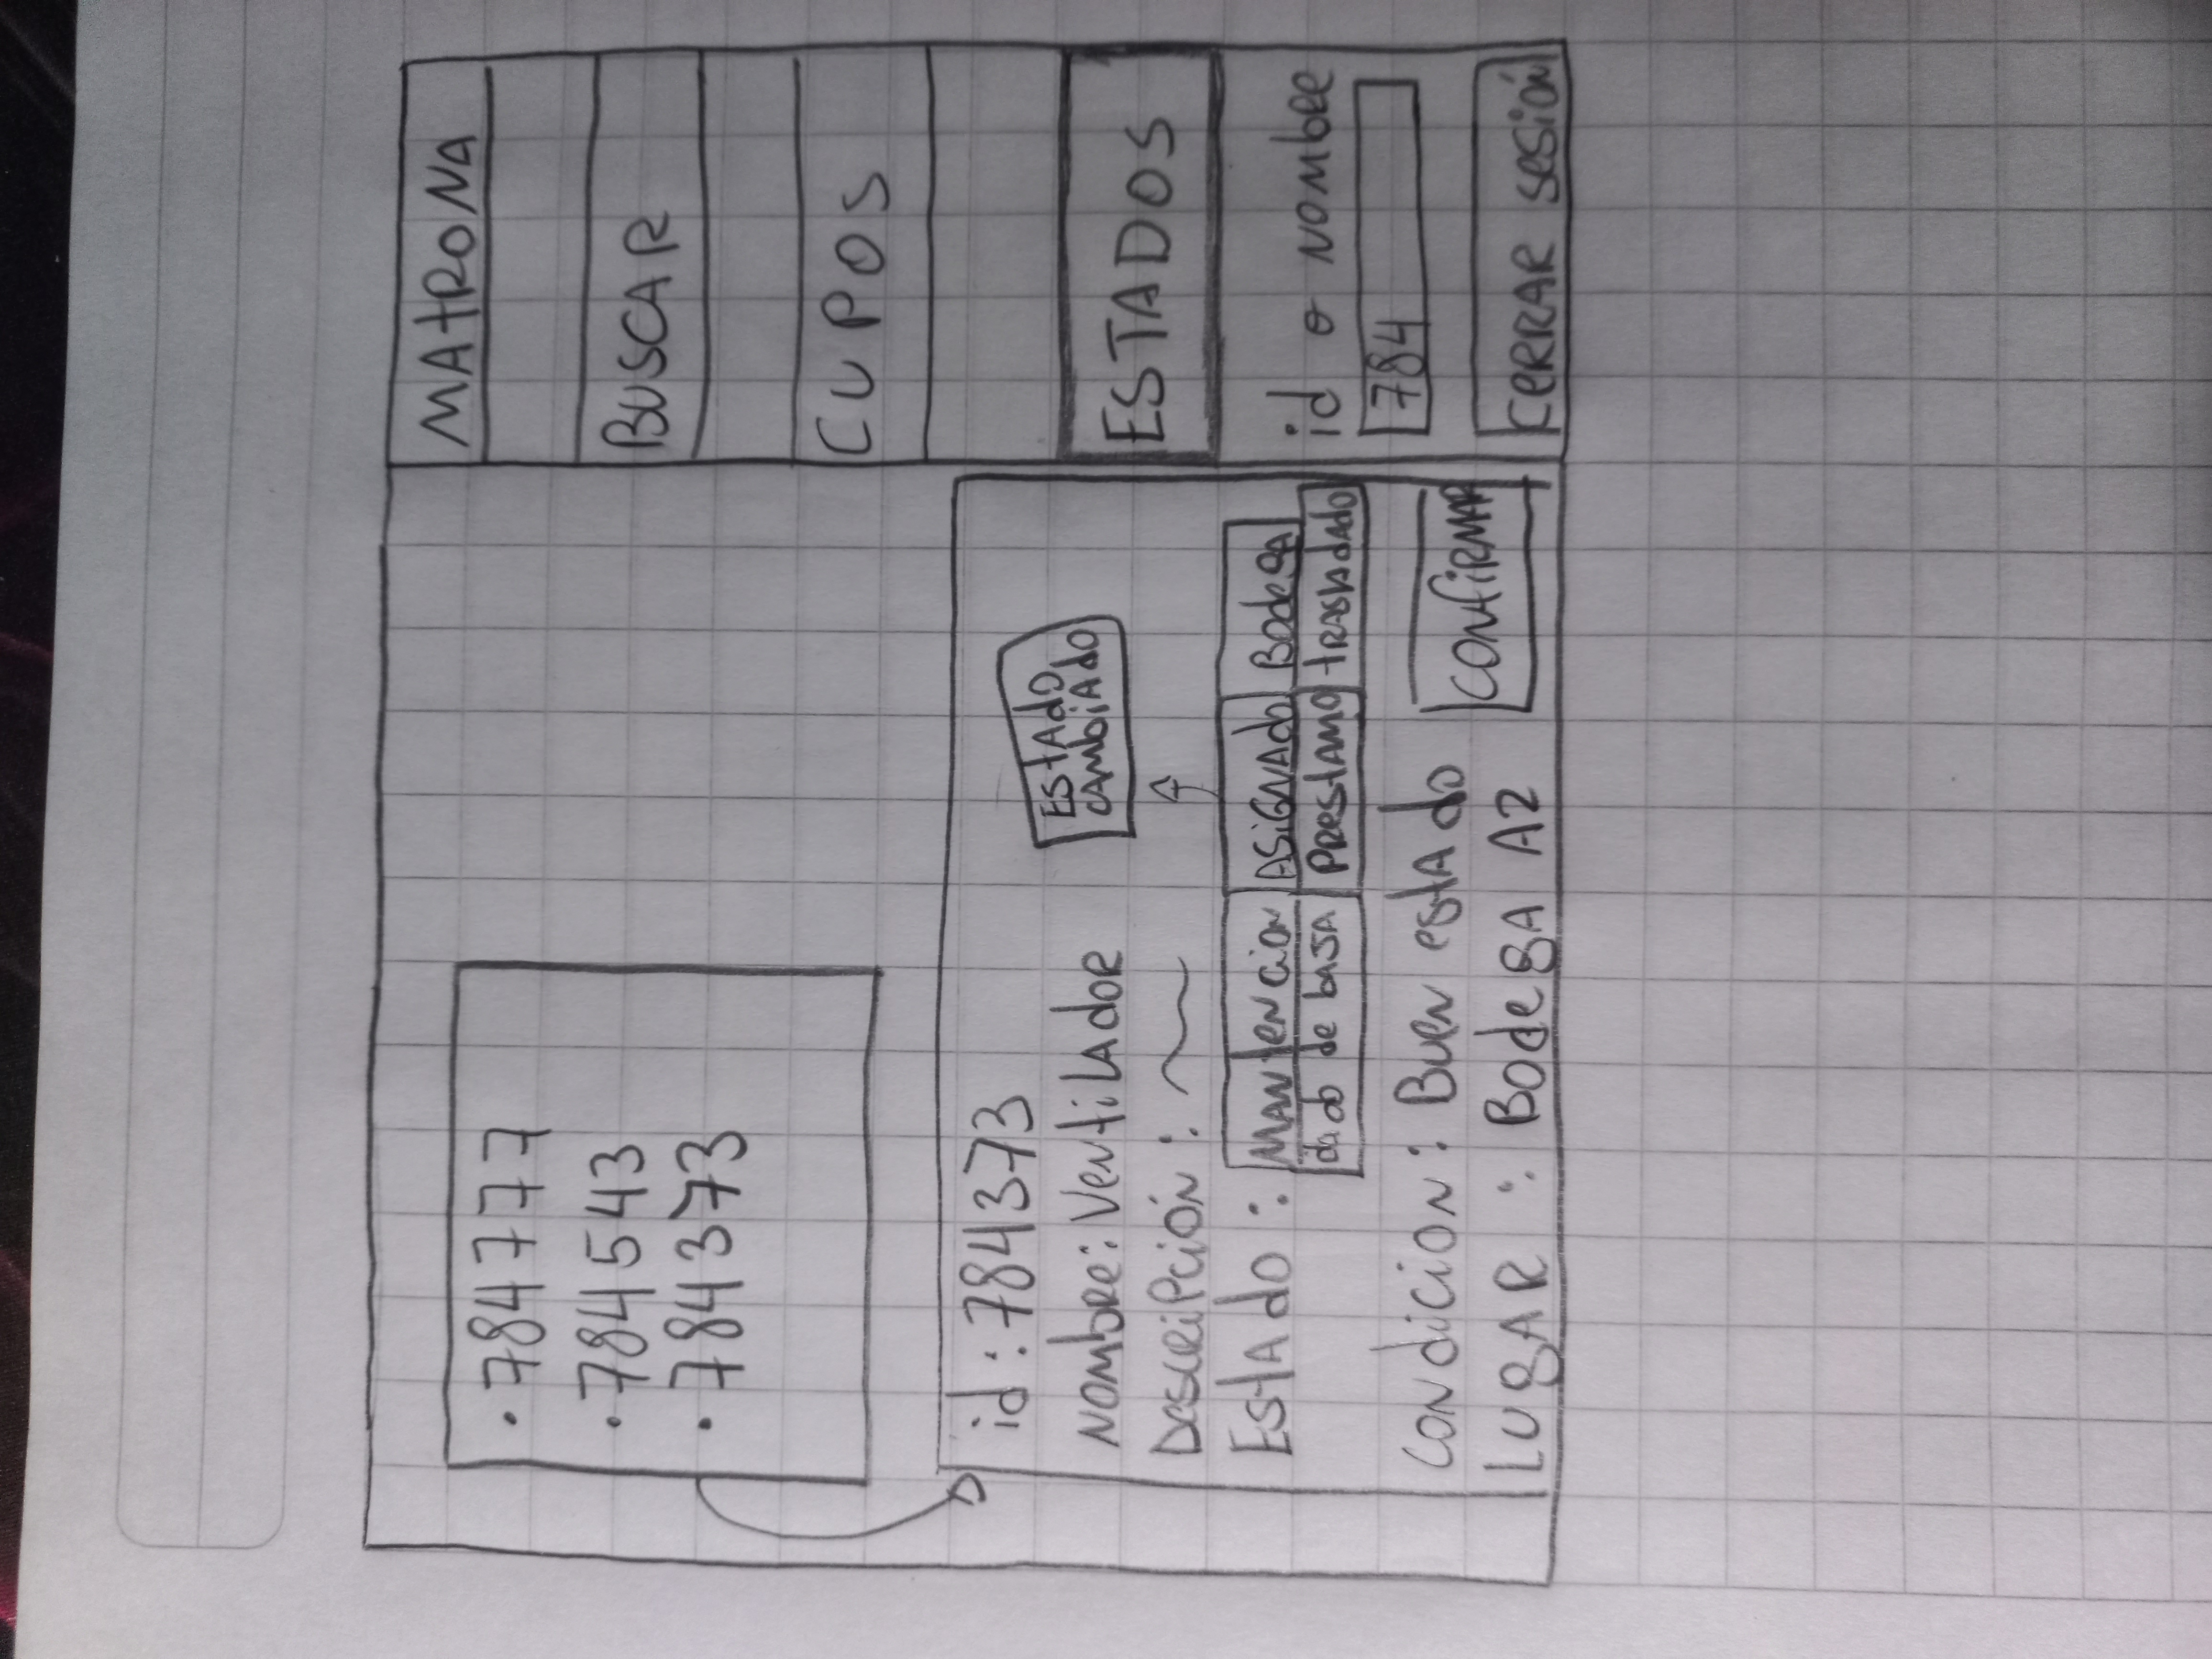 · 784777
· 784543
· 784373
id : 784373
Nombre: Ventilador
Descripción :
Estado cambiado
Estado : Mantencion Asignado Bodega
dado de baja Prestamo trasladado
Condicion : Buen estado
Lugar : Bodega A2
Confirmar
MAtRONA
BUSCAR
CUPOS
ESTADOS
id o nombre
784
Cerrar sesión